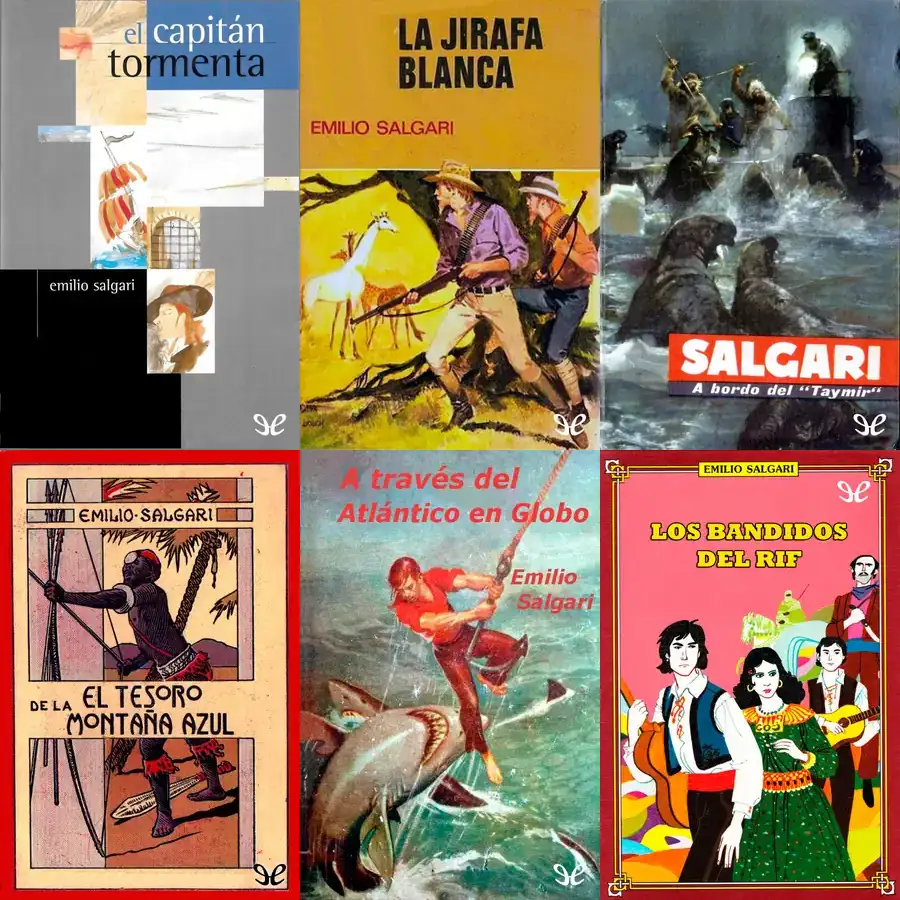 el capitán
tormenta
emilio salgari
LA JIRAFA
BLANCA
EMILIO SALGARI
SALGARI
A bordo del "Taymir"
EMILIO-SALGARI
EL TESORO
DE LA MONTAÑA AZUL
A través del
Atlántico en Globo
Emilio
Salgari
EMILIO SALGARI
LOS BANDIDOS
DEL RIF